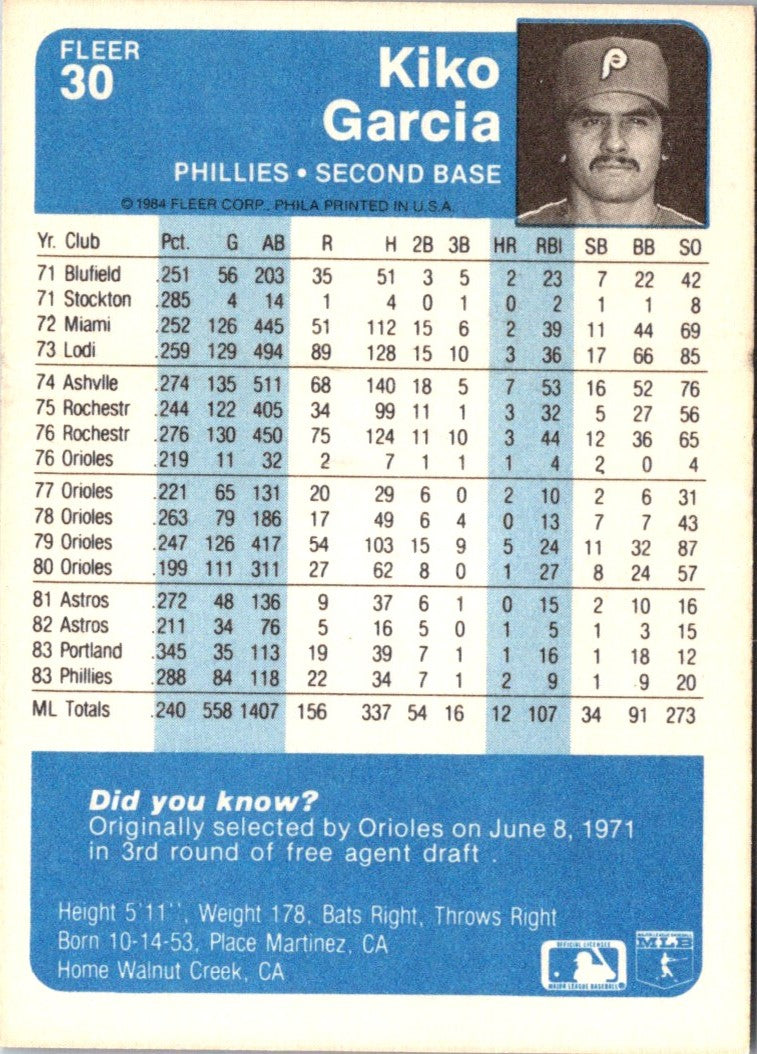 FLEER
30
Kiko
Garcia
PHILLIES • SECOND BASE
© 1984 FLEER CORP., PHILA PRINTED IN U.S.A.
Yr. Club Pct. G AB R H 2B 3B HR RBI SB BB SO
71 Blufield .251 56 203 35 51 3 5 2 23 7 22 42
71 Stockton .285 4 14 1 4 0 1 0 2 1 1 8
72 Miami .252 126 445 51 112 15 6 2 39 11 44 69
73 Lodi .259 129 494 89 128 15 10 3 36 17 66 85
74 Ashvlle .274 135 511 68 140 18 5 7 53 16 52 76
75 Rochestr .244 122 405 34 99 11 1 3 32 5 27 56
76 Rochestr .276 130 450 75 124 11 10 3 44 12 36 65
76 Orioles .219 11 32 2 7 1 1 1 4 2 0 4
77 Orioles .221 65 131 20 29 6 0 2 10 2 6 31
78 Orioles .263 79 186 17 49 6 4 0 13 7 7 43
79 Orioles .247 126 417 54 103 15 9 5 24 11 32 87
80 Orioles .199 111 311 27 62 8 0 1 27 8 24 57
81 Astros .272 48 136 9 37 6 1 0 15 2 10 16
82 Astros .211 34 76 5 16 5 0 1 5 1 3 15
83 Portland .345 35 113 19 39 7 1 1 16 1 18 12
83 Phillies .288 84 118 22 34 7 1 2 9 1 9 20
ML Totals .240 558 1407 156 337 54 16 12 107 34 91 273
Did you know?
Originally selected by Orioles on June 8, 1971
in 3rd round of free agent draft .
Height 5'11'', Weight 178, Bats Right, Throws Right
Born 10-14-53, Place Martinez, CA
Home Walnut Creek, CA
OFFICIAL LICENSEE
MAJOR LEAGUE BASEBALL®
MAJOR LEAGUE BASEBALL
MLB